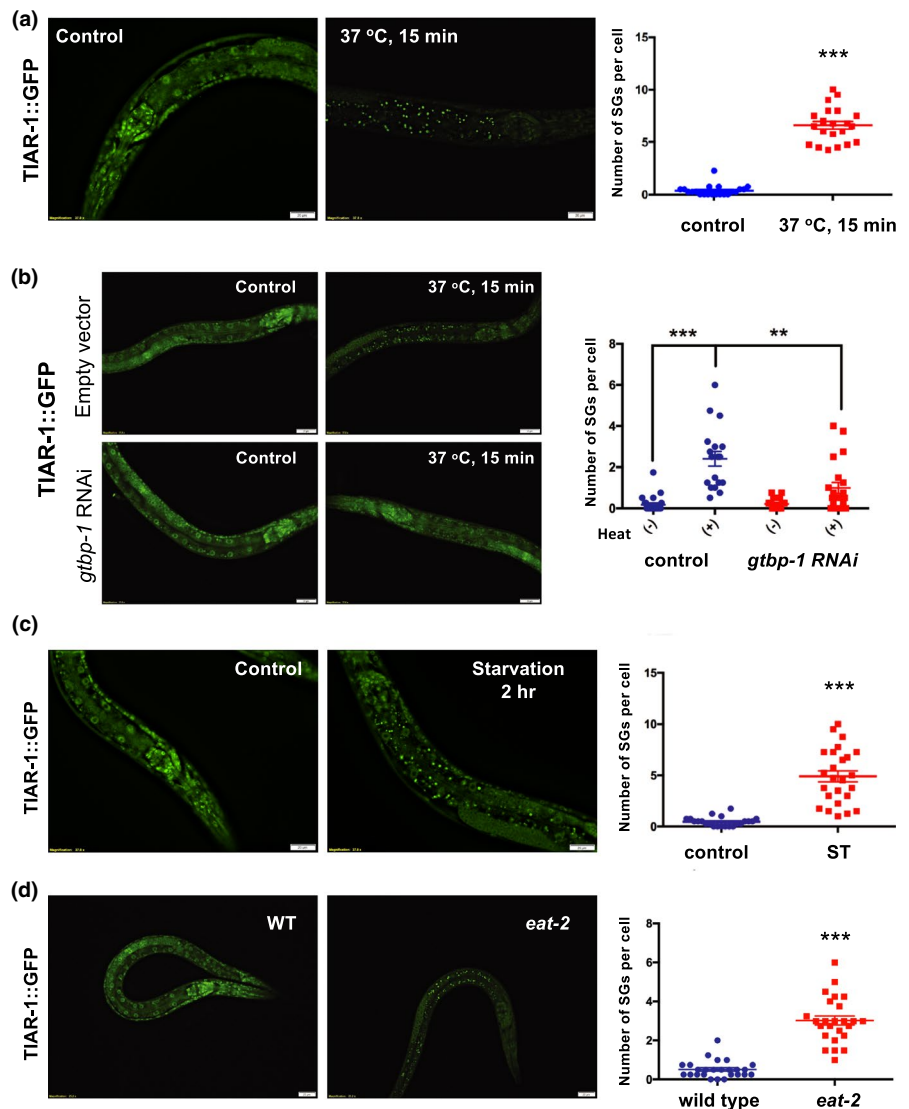 (a)
TIAR-1::GFP
Control
37 °C, 15 min
Number of SGs per cell
15
10
5
0
***
control
37 °C, 15 min
(b)
TIAR-1::GFP
Empty vector
Control
37 °C, 15 min
gtbp-1 RNAi
Control
37 °C, 15 min
Number of SGs per cell
8
6
4
2
0
***
**
Heat
(-)
(+)
(-)
(+)
control
gtbp-1 RNAi
(c)
TIAR-1::GFP
Control
Starvation
2 hr
Number of SGs per cell
15
10
5
0
***
control
ST
(d)
TIAR-1::GFP
WT
eat-2
Number of SGs per cell
8
6
4
2
0
***
wild type
eat-2